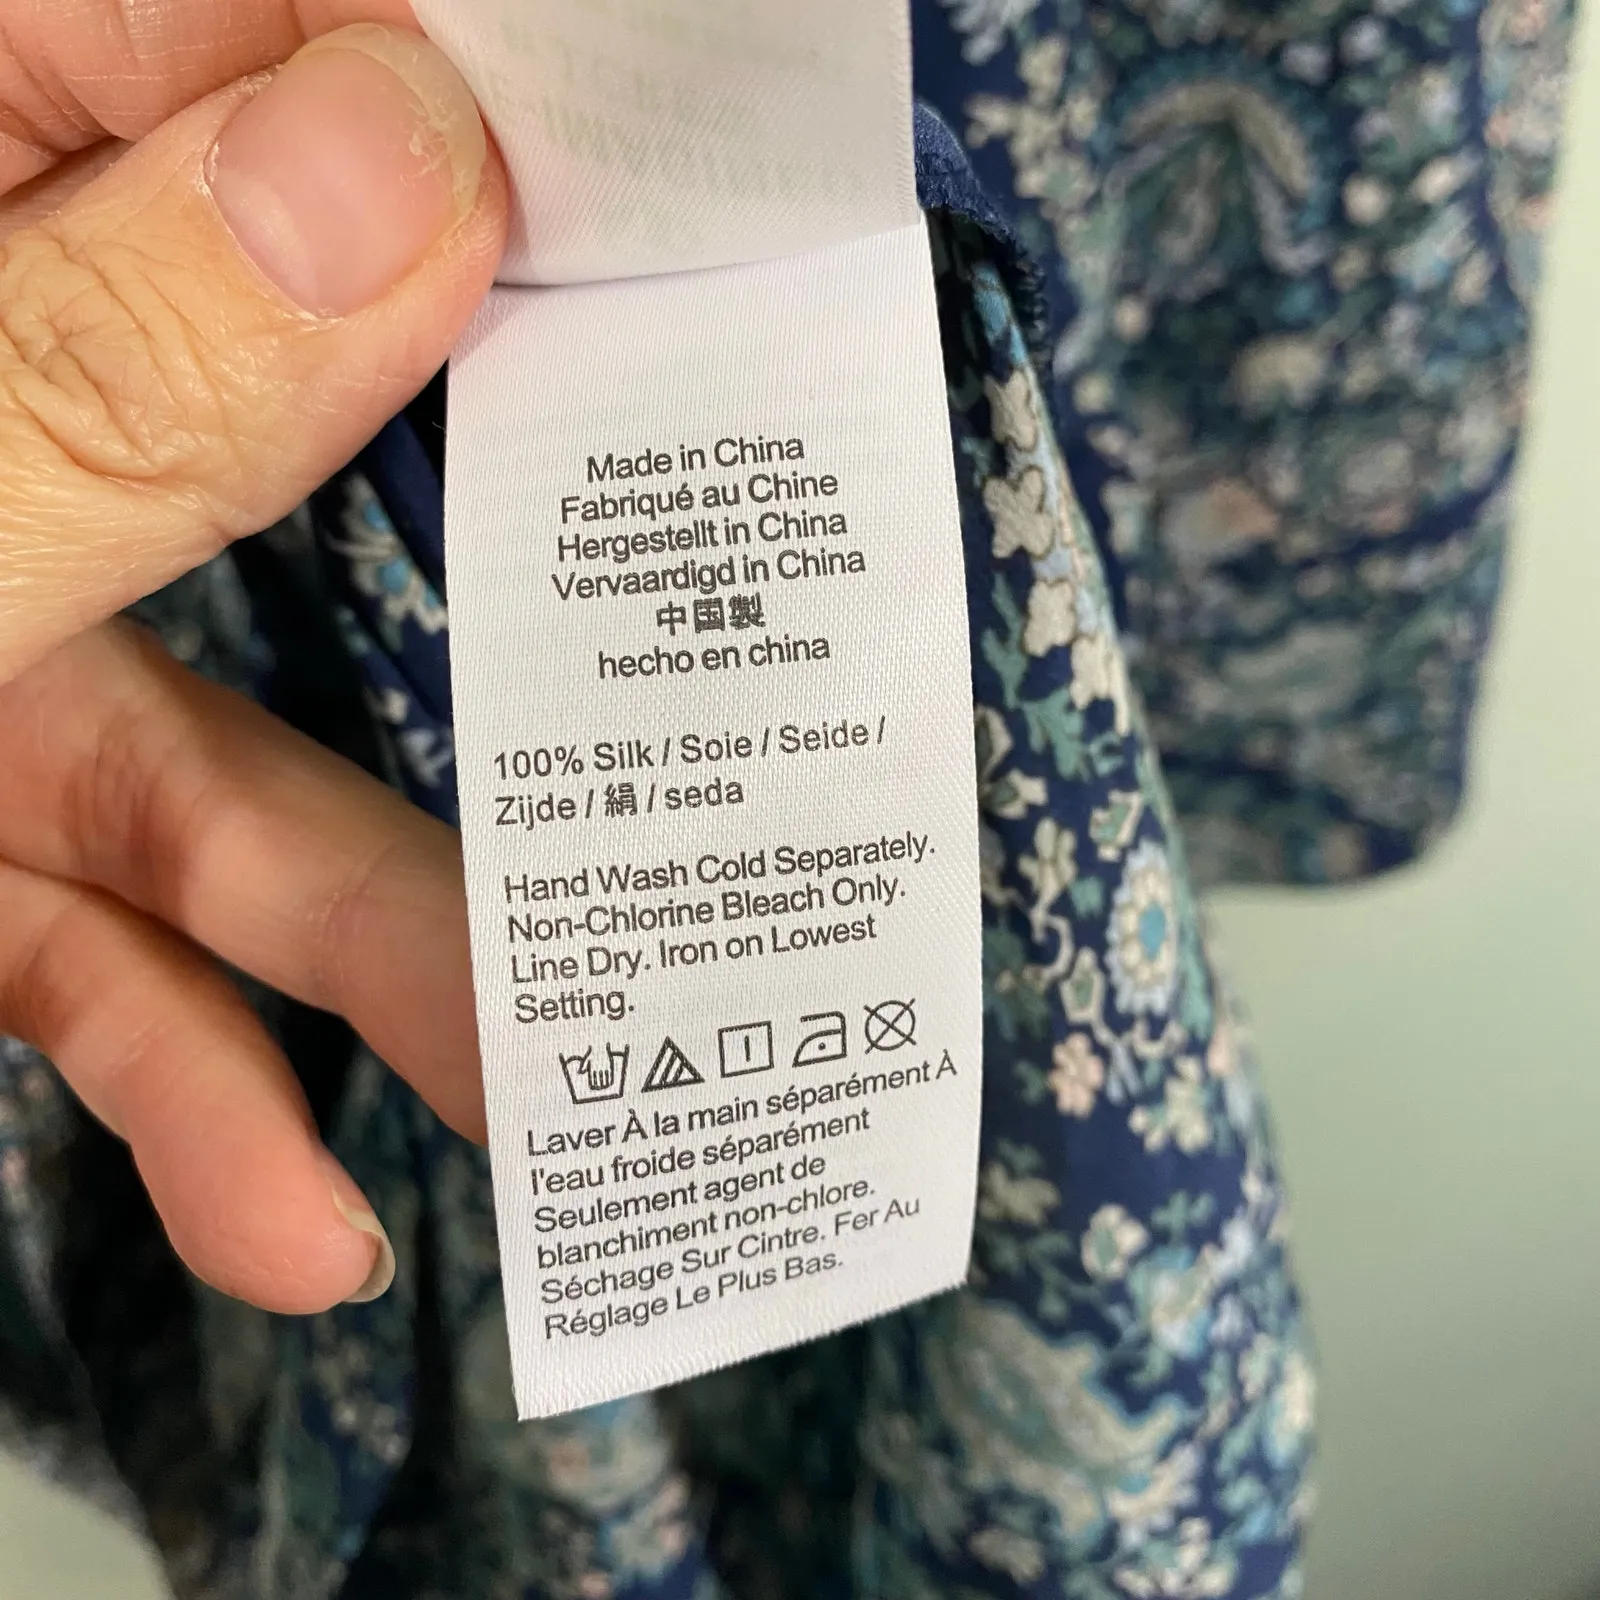 Made in China
Fabriqué au Chine
Hergestellt in China
Vervaardigd in China
中国製
hecho en china
100% Silk / Soie / Seide /
Zijde / 絹 / seda
Hand Wash Cold Separately.
Non-Chlorine Bleach Only.
Line Dry. Iron on Lowest
Setting.
Laver À la main séparément À
l'eau froide séparément
Seulement agent de
blanchiment non-chlore.
Séchage Sur Cintre. Fer Au
Réglage Le Plus Bas.